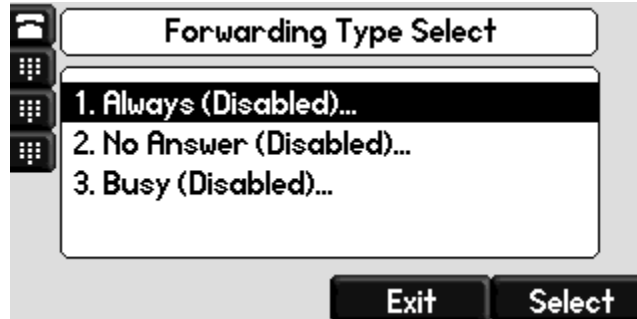 Forwarding Type Select
1. Always (Disabled)...
2. No Answer (Disabled)...
3. Busy (Disabled)...
Exit Select